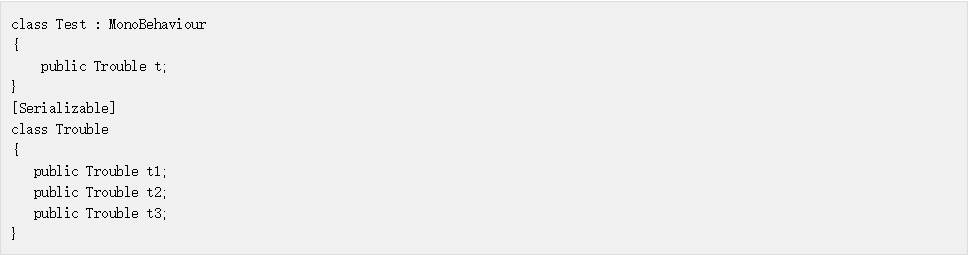 class Test : MonoBehaviour
{
    public Trouble t;
}
[Serializable]
class Trouble
{
   public Trouble t1;
   public Trouble t2;
   public Trouble t3;
}